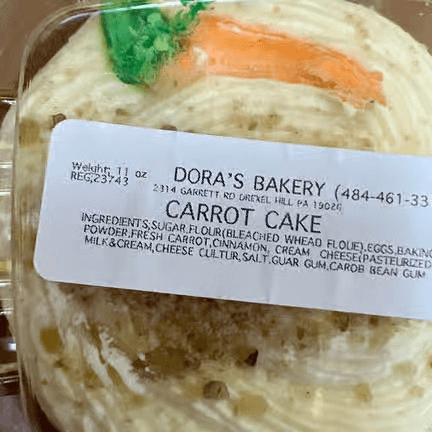 Weight: 11 oz
REG,23743
DORA'S BAKERY (484-461-33
2314 GARRETT RD DREXEL HILL PA 19026
CARROT CAKE
INGREDIENTS,SUGAR,FLOUR(BLEACHED WHEAD FLOUE),EGGS,BAKING
POWDER,FRESH CARROT,CINNAMON, CREAM CHEESE(PASTEURIZED
MILK&CREAM,CHEESE CULTUR,SALT,GUAR GUM,CAROB BEAN GUM